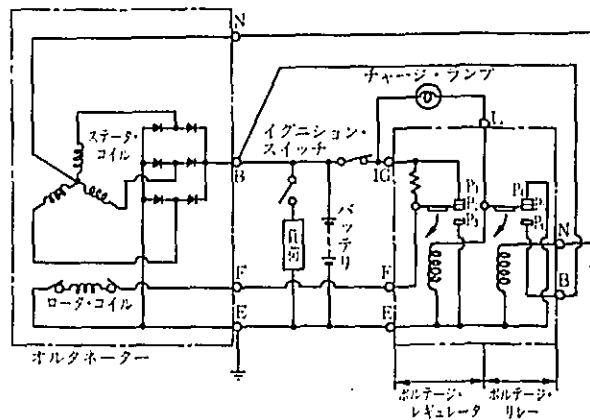 N
チャージ・ランプ
L
ステータ・
コイル
イグニション・
スイッチ
B
IG
P₁
P₂
P₃
P₄
P₅
P₆
バッテリ
負荷
N
B
F
F
ロータ・コイル
E
E
オルタネーター
ボルテージ・
レギュレータ
ボルテージ・
リレー